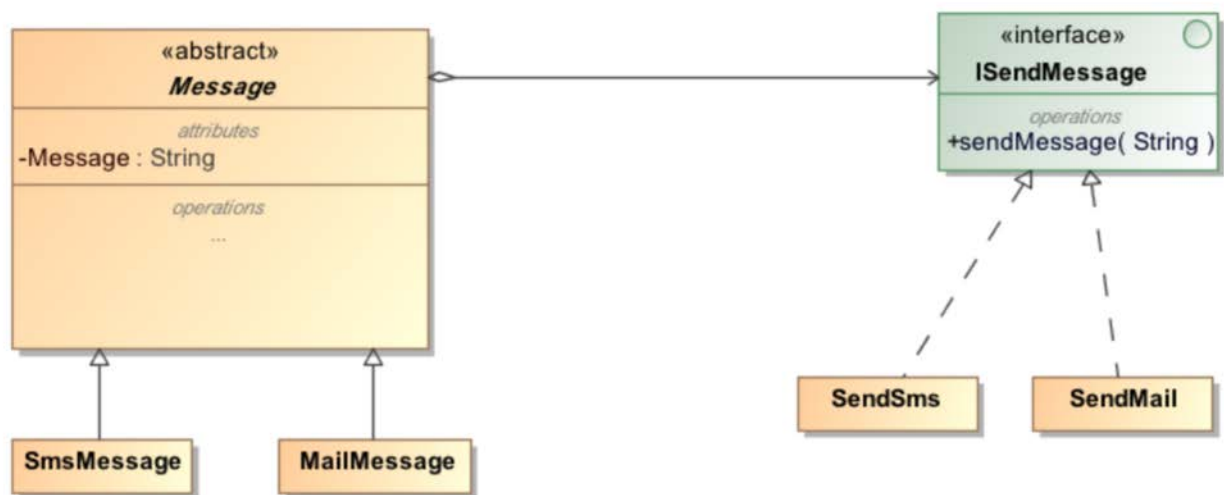 «abstract»
Message
attributes
-Message : String
operations
...
«interface»
ISendMessage
operations
+sendMessage( String )
SmsMessage
MailMessage
SendSms
SendMail